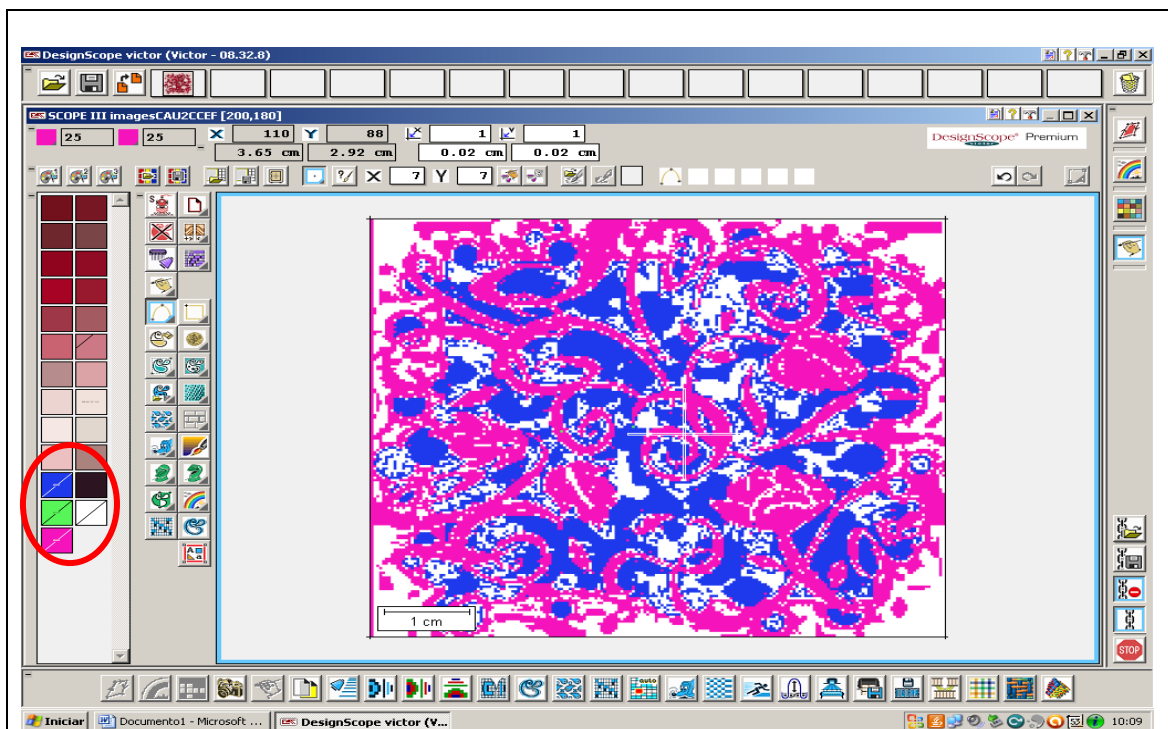 DesignScope victor (Victor - 08.32.8)
SCOPE III imagesCAU2CCEF [200,180]
25 25 X 110 Y 88 X 1 Y 1
3.65 cm 2.92 cm 0.02 cm 0.02 cm
DesignScope® Premium
X 7 Y 7
1 cm
STOP
Iniciar Documento1 - Microsoft ... DesignScope victor (V... 10:09